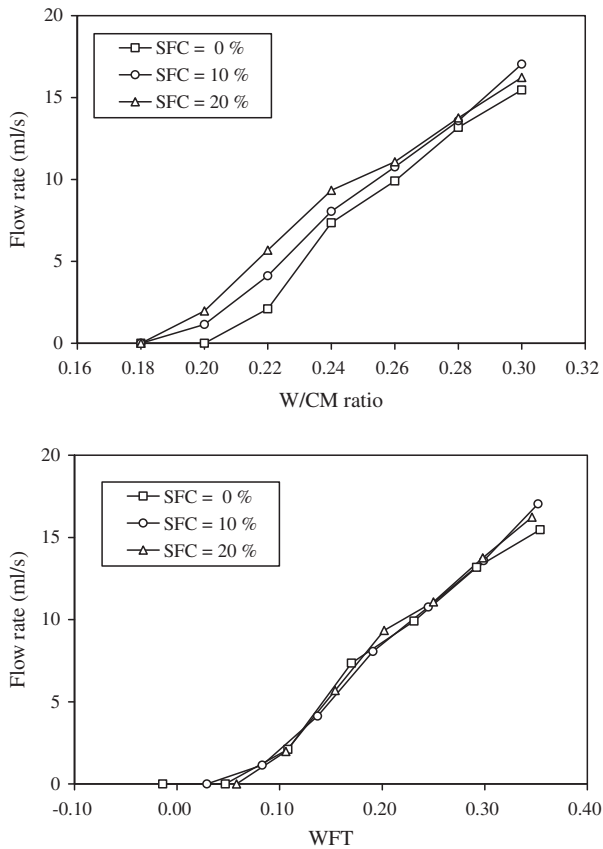 20
15
10
5
0
Flow rate (ml/s)
SFC = 0 %
SFC = 10 %
SFC = 20 %
0.16 0.18 0.20 0.22 0.24 0.26 0.28 0.30 0.32
W/CM ratio
20
15
10
5
0
Flow rate (ml/s)
SFC = 0 %
SFC = 10 %
SFC = 20 %
-0.10 0.00 0.10 0.20 0.30 0.40
WFT